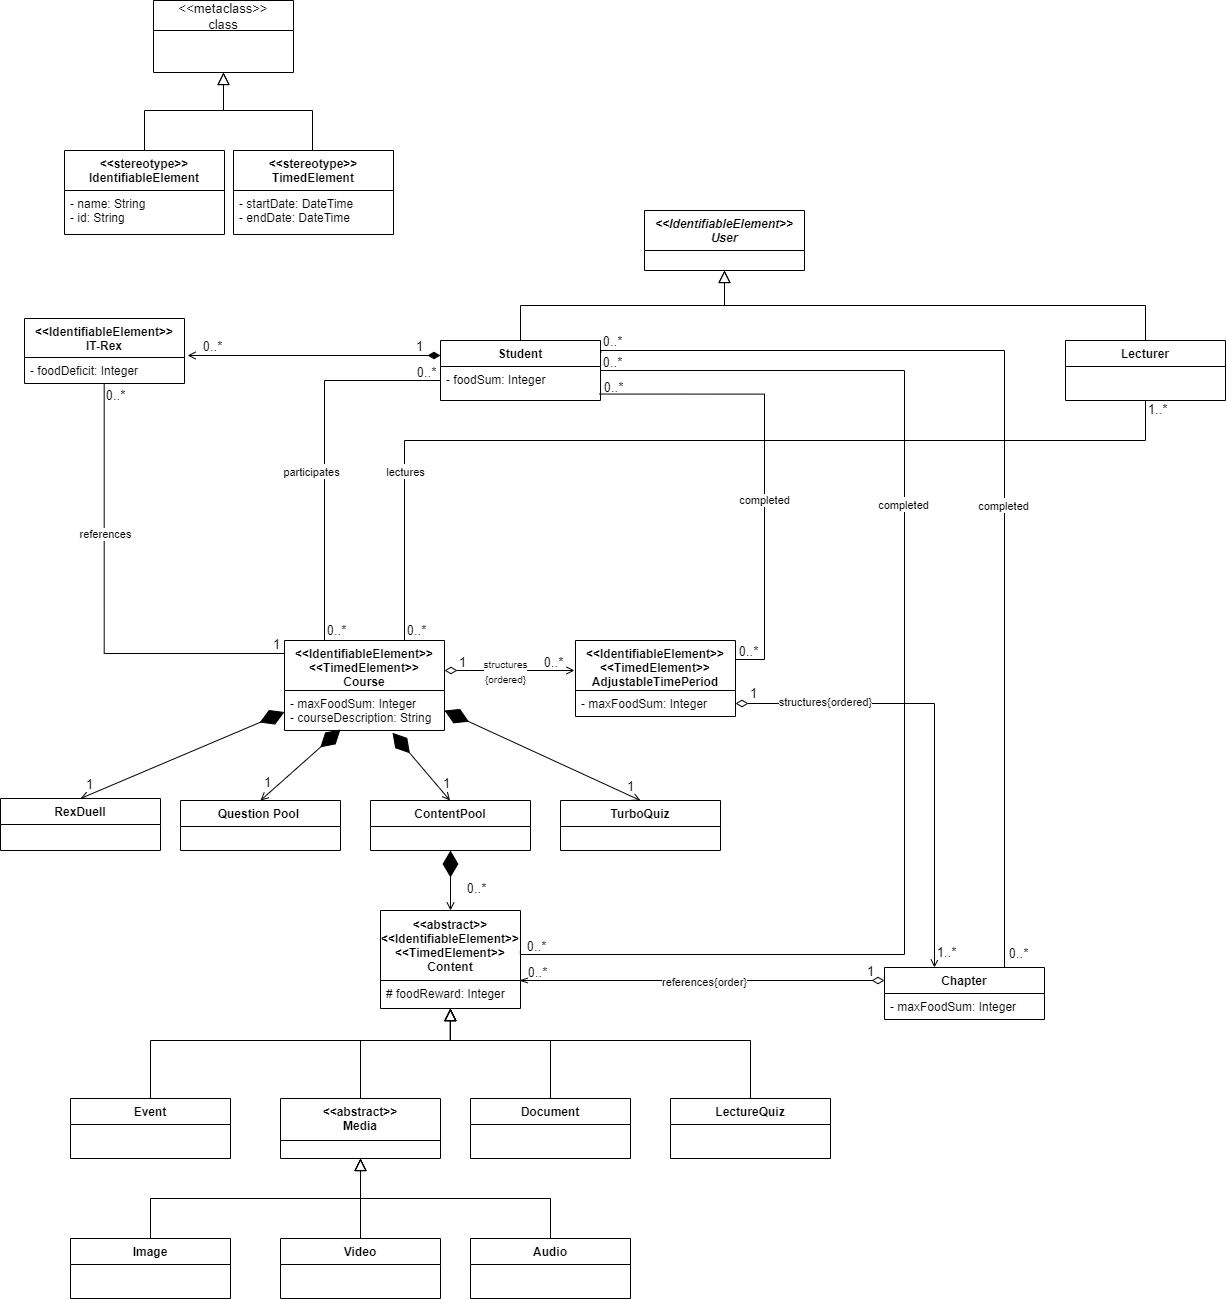 <<metaclass>>
class
<<stereotype>>
IdentifiableElement
- name: String
- id: String
<<stereotype>>
TimedElement
- startDate: DateTime
- endDate: DateTime
<<IdentifiableElement>>
User
<<IdentifiableElement>>
IT-Rex
- foodDeficit: Integer
0..*
1
Student
- foodSum: Integer
0..*
0..*
0..*
0..*
Lecturer
0..*
1..*
participates
lectures
completed
completed
completed
references
0..*
0..*
1
<<IdentifiableElement>>
<<TimedElement>>
Course
- maxFoodSum: Integer
- courseDescription: String
1
structures
{ordered}
0..*
<<IdentifiableElement>>
<<TimedElement>>
AdjustableTimePeriod
- maxFoodSum: Integer
0..*
1
structures{ordered}
1
1
1
1
RexDuell
Question Pool
ContentPool
TurboQuiz
0..*
<<abstract>>
<<IdentifiableElement>>
<<TimedElement>>
Content
# foodReward: Integer
0..*
0..*
references{order}
1
1..*
0..*
Chapter
- maxFoodSum: Integer
Event
<<abstract>>
Media
Document
LectureQuiz
Image
Video
Audio